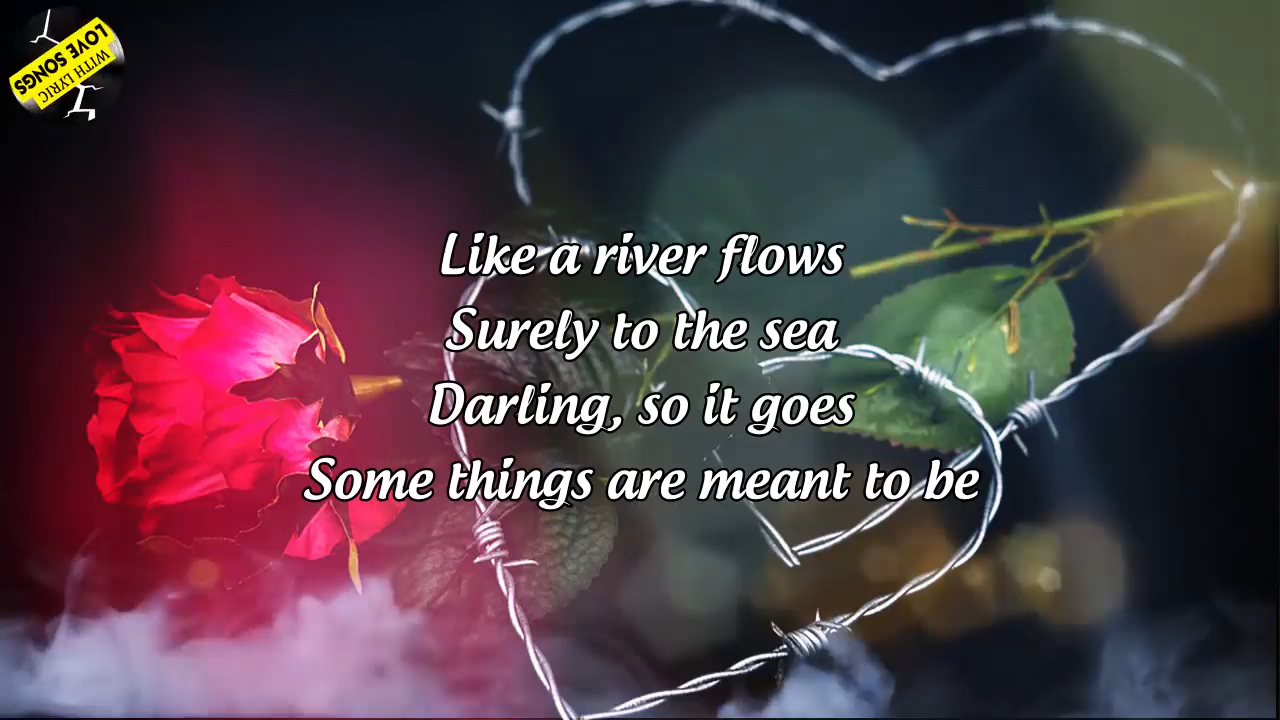 WITH LYRIC
LOVE SONGS
Like a river flows
Surely to the sea
Darling, so it goes
Some things are meant to be